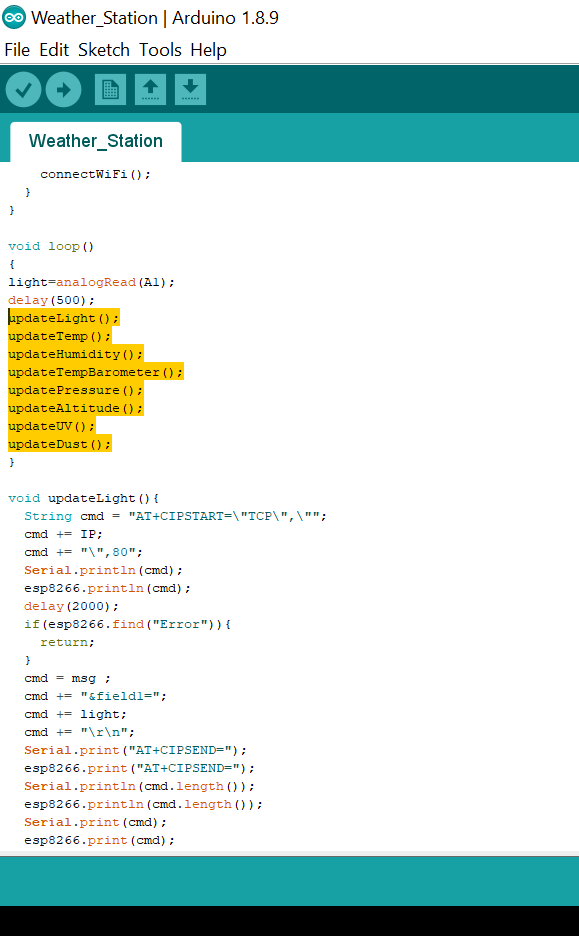 Weather_Station | Arduino 1.8.9
File Edit Sketch Tools Help
Weather_Station
    connectWiFi();
  }
}

void loop()
{
light=analogRead(A1);
delay(500);
updateLight();
updateTemp();
updateHumidity();
updateTempBarometer();
updatePressure();
updateAltitude();
updateUV();
updateDust();
}

void updateLight(){
  String cmd = "AT+CIPSTART=\"TCP\",\"";
  cmd += IP;
  cmd += "\",80";
  Serial.println(cmd);
  esp8266.println(cmd);
  delay(2000);
  if(esp8266.find("Error")){
    return;
  }
  cmd = msg ;
  cmd += "&field1=";
  cmd += light;
  cmd += "\r\n";
  Serial.print("AT+CIPSEND=");
  esp8266.print("AT+CIPSEND=");
  Serial.println(cmd.length());
  esp8266.println(cmd.length());
  Serial.print(cmd);
  esp8266.print(cmd);